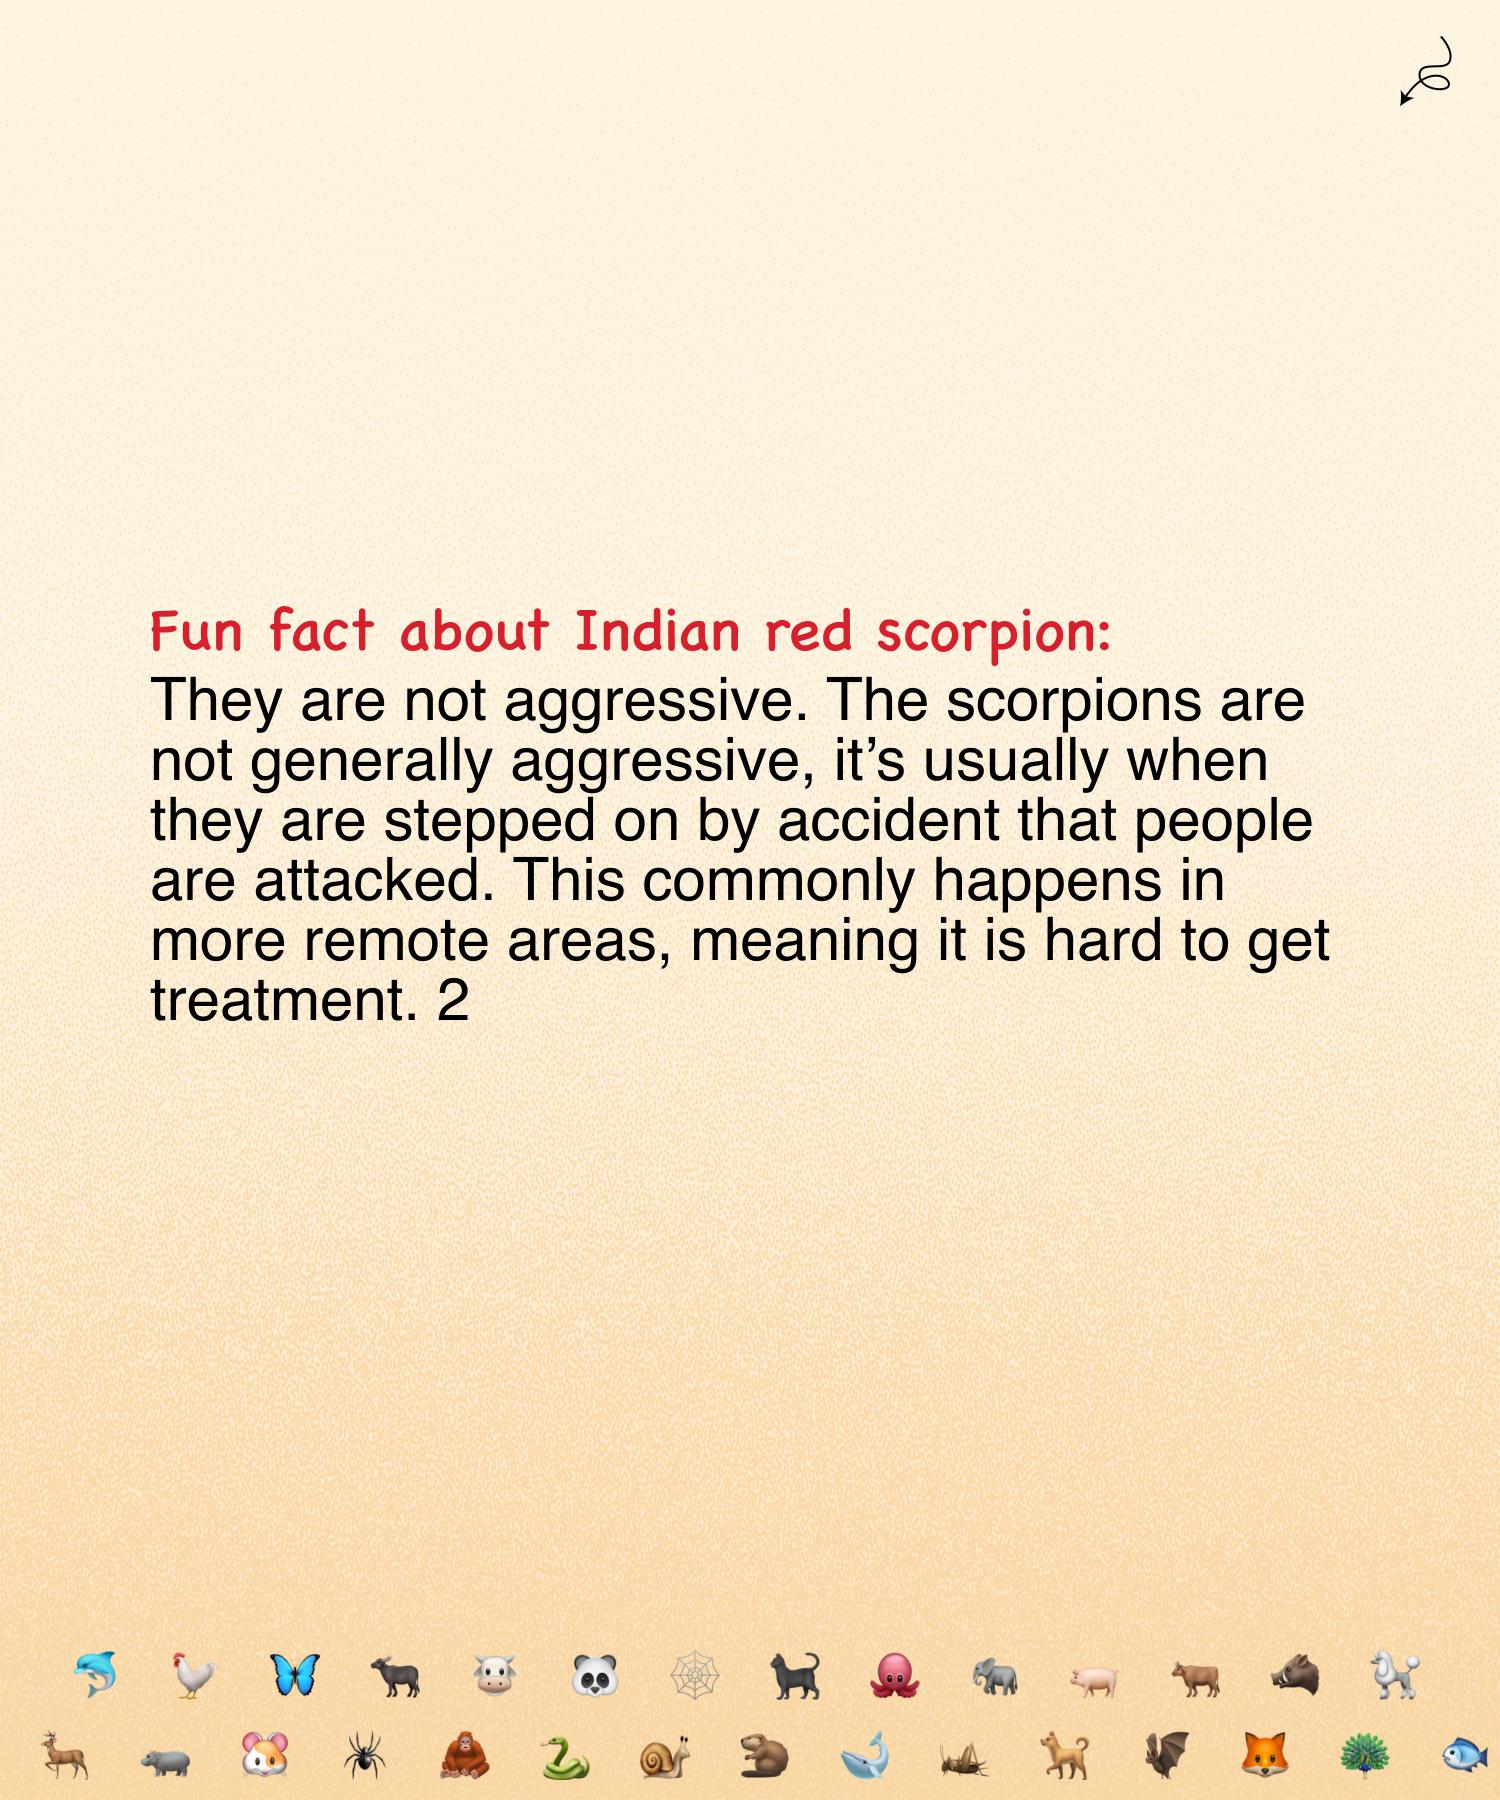 Fun fact about Indian red scorpion:
They are not aggressive. The scorpions are
not generally aggressive, it’s usually when
they are stepped on by accident that people
are attacked. This commonly happens in
more remote areas, meaning it is hard to get
treatment. 2